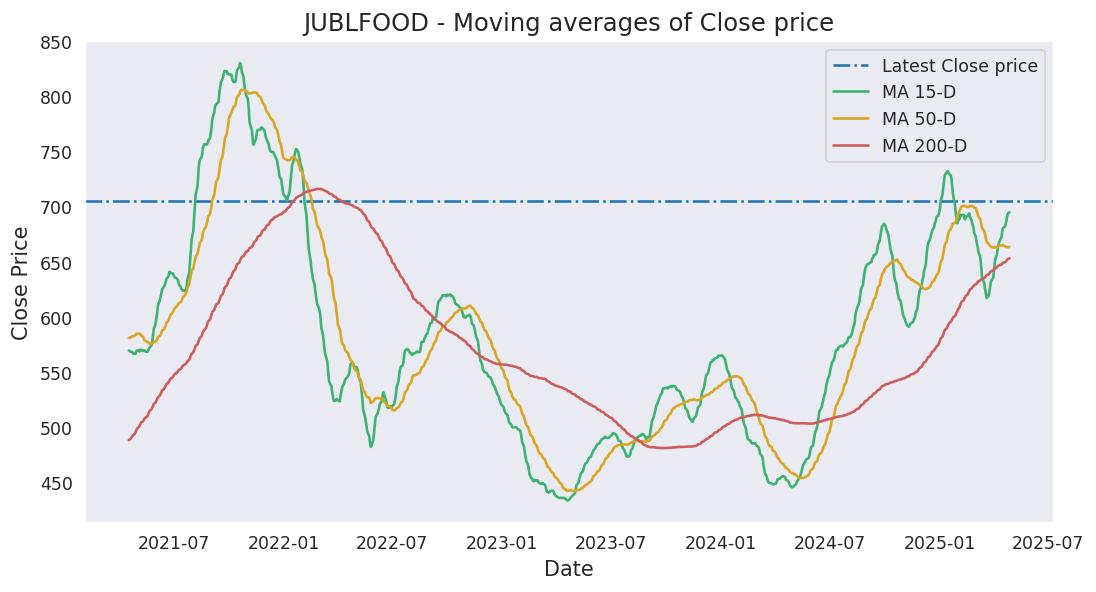 JUBLFOOD - Moving averages of Close price
Latest Close price
MA 15-D
MA 50-D
MA 200-D
Close Price
850
800
750
700
650
600
550
500
450
2021-07 2022-01 2022-07 2023-01 2023-07 2024-01 2024-07 2025-01 2025-07
Date